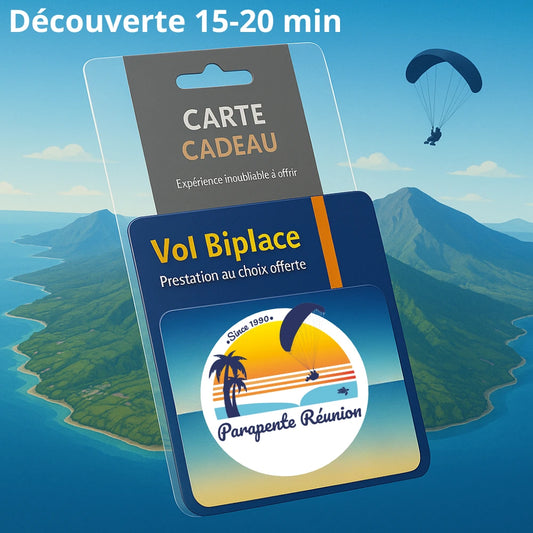 Découverte 15-20 min
CARTE
CADEAU
Expérience inoubliable à offrir
Vol Biplace
Prestation au choix offerte
•Since 1990•
Parapente Réunion